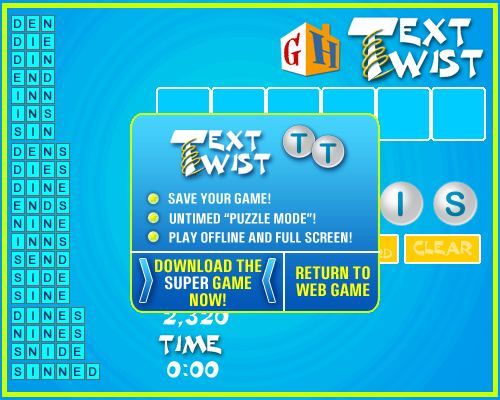 DEN
DIE
DIN
END
INN
INS
SIN
DENS
DIES
DINE
ENDS
NINE
INNS
SEND
SIDE
SINE
DINES
NINES
SNIDE
SINNED
GH
TEXT
TWIST
TEXT
TWIST
T T
SAVE YOUR GAME!
UNTIMED “PUZZLE MODE”!
PLAY OFFLINE AND FULL SCREEN!
DOWNLOAD THE
SUPER GAME
NOW!
RETURN TO
WEB GAME
I S
CLEAR
2,320
TIME
0:00